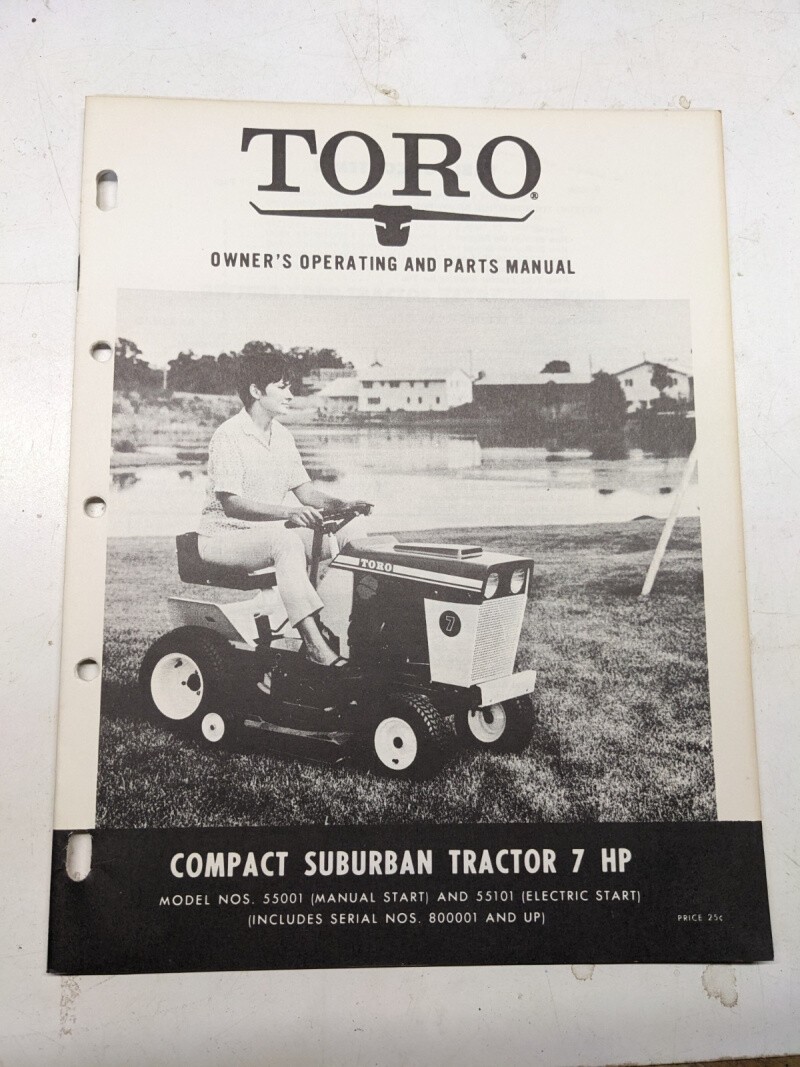 TORO®
OWNER'S OPERATING AND PARTS MANUAL
TORO
7
COMPACT SUBURBAN TRACTOR 7 HP
MODEL NOS. 55001 (MANUAL START) AND 55101 (ELECTRIC START)
(INCLUDES SERIAL NOS. 800001 AND UP)
PRICE 25¢